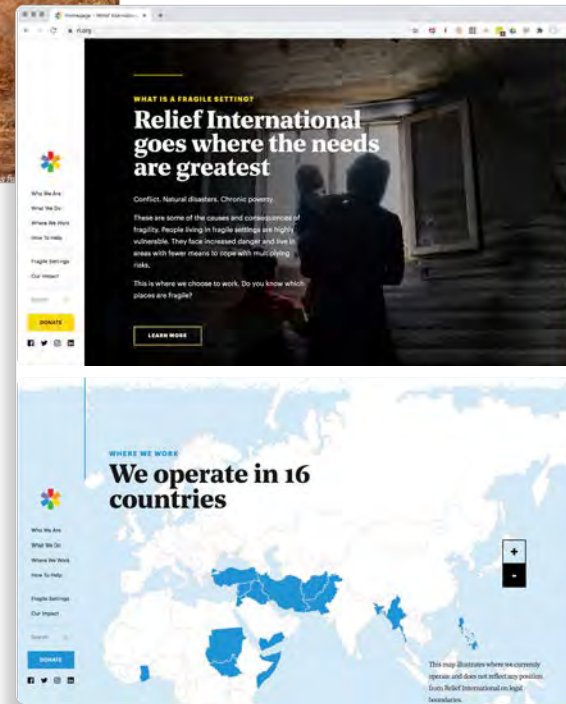 Homepage - Relief Internation...
ri.org
WHAT IS A FRAGILE SETTING?
Relief International
goes where the needs
are greatest
Conflict. Natural disasters. Chronic poverty.
These are some of the causes and consequences of
fragility. People living in fragile settings are highly
vulnerable. They face increased danger and live in
areas with fewer means to cope with multiplying
risks.
This is where we choose to work. Do you know which
places are fragile?
LEARN MORE
Who We Are
What We Do
Where We Work
How To Help
Fragile Settings
Our Impact
Search
DONATE
WHERE WE WORK
We operate in 16
countries
Who We Are
What We Do
Where We Work
How To Help
Fragile Settings
Our Impact
Search
DONATE
+
-
This map illustrates where we currently
operate and does not reflect any position
from Relief International on legal
boundaries.